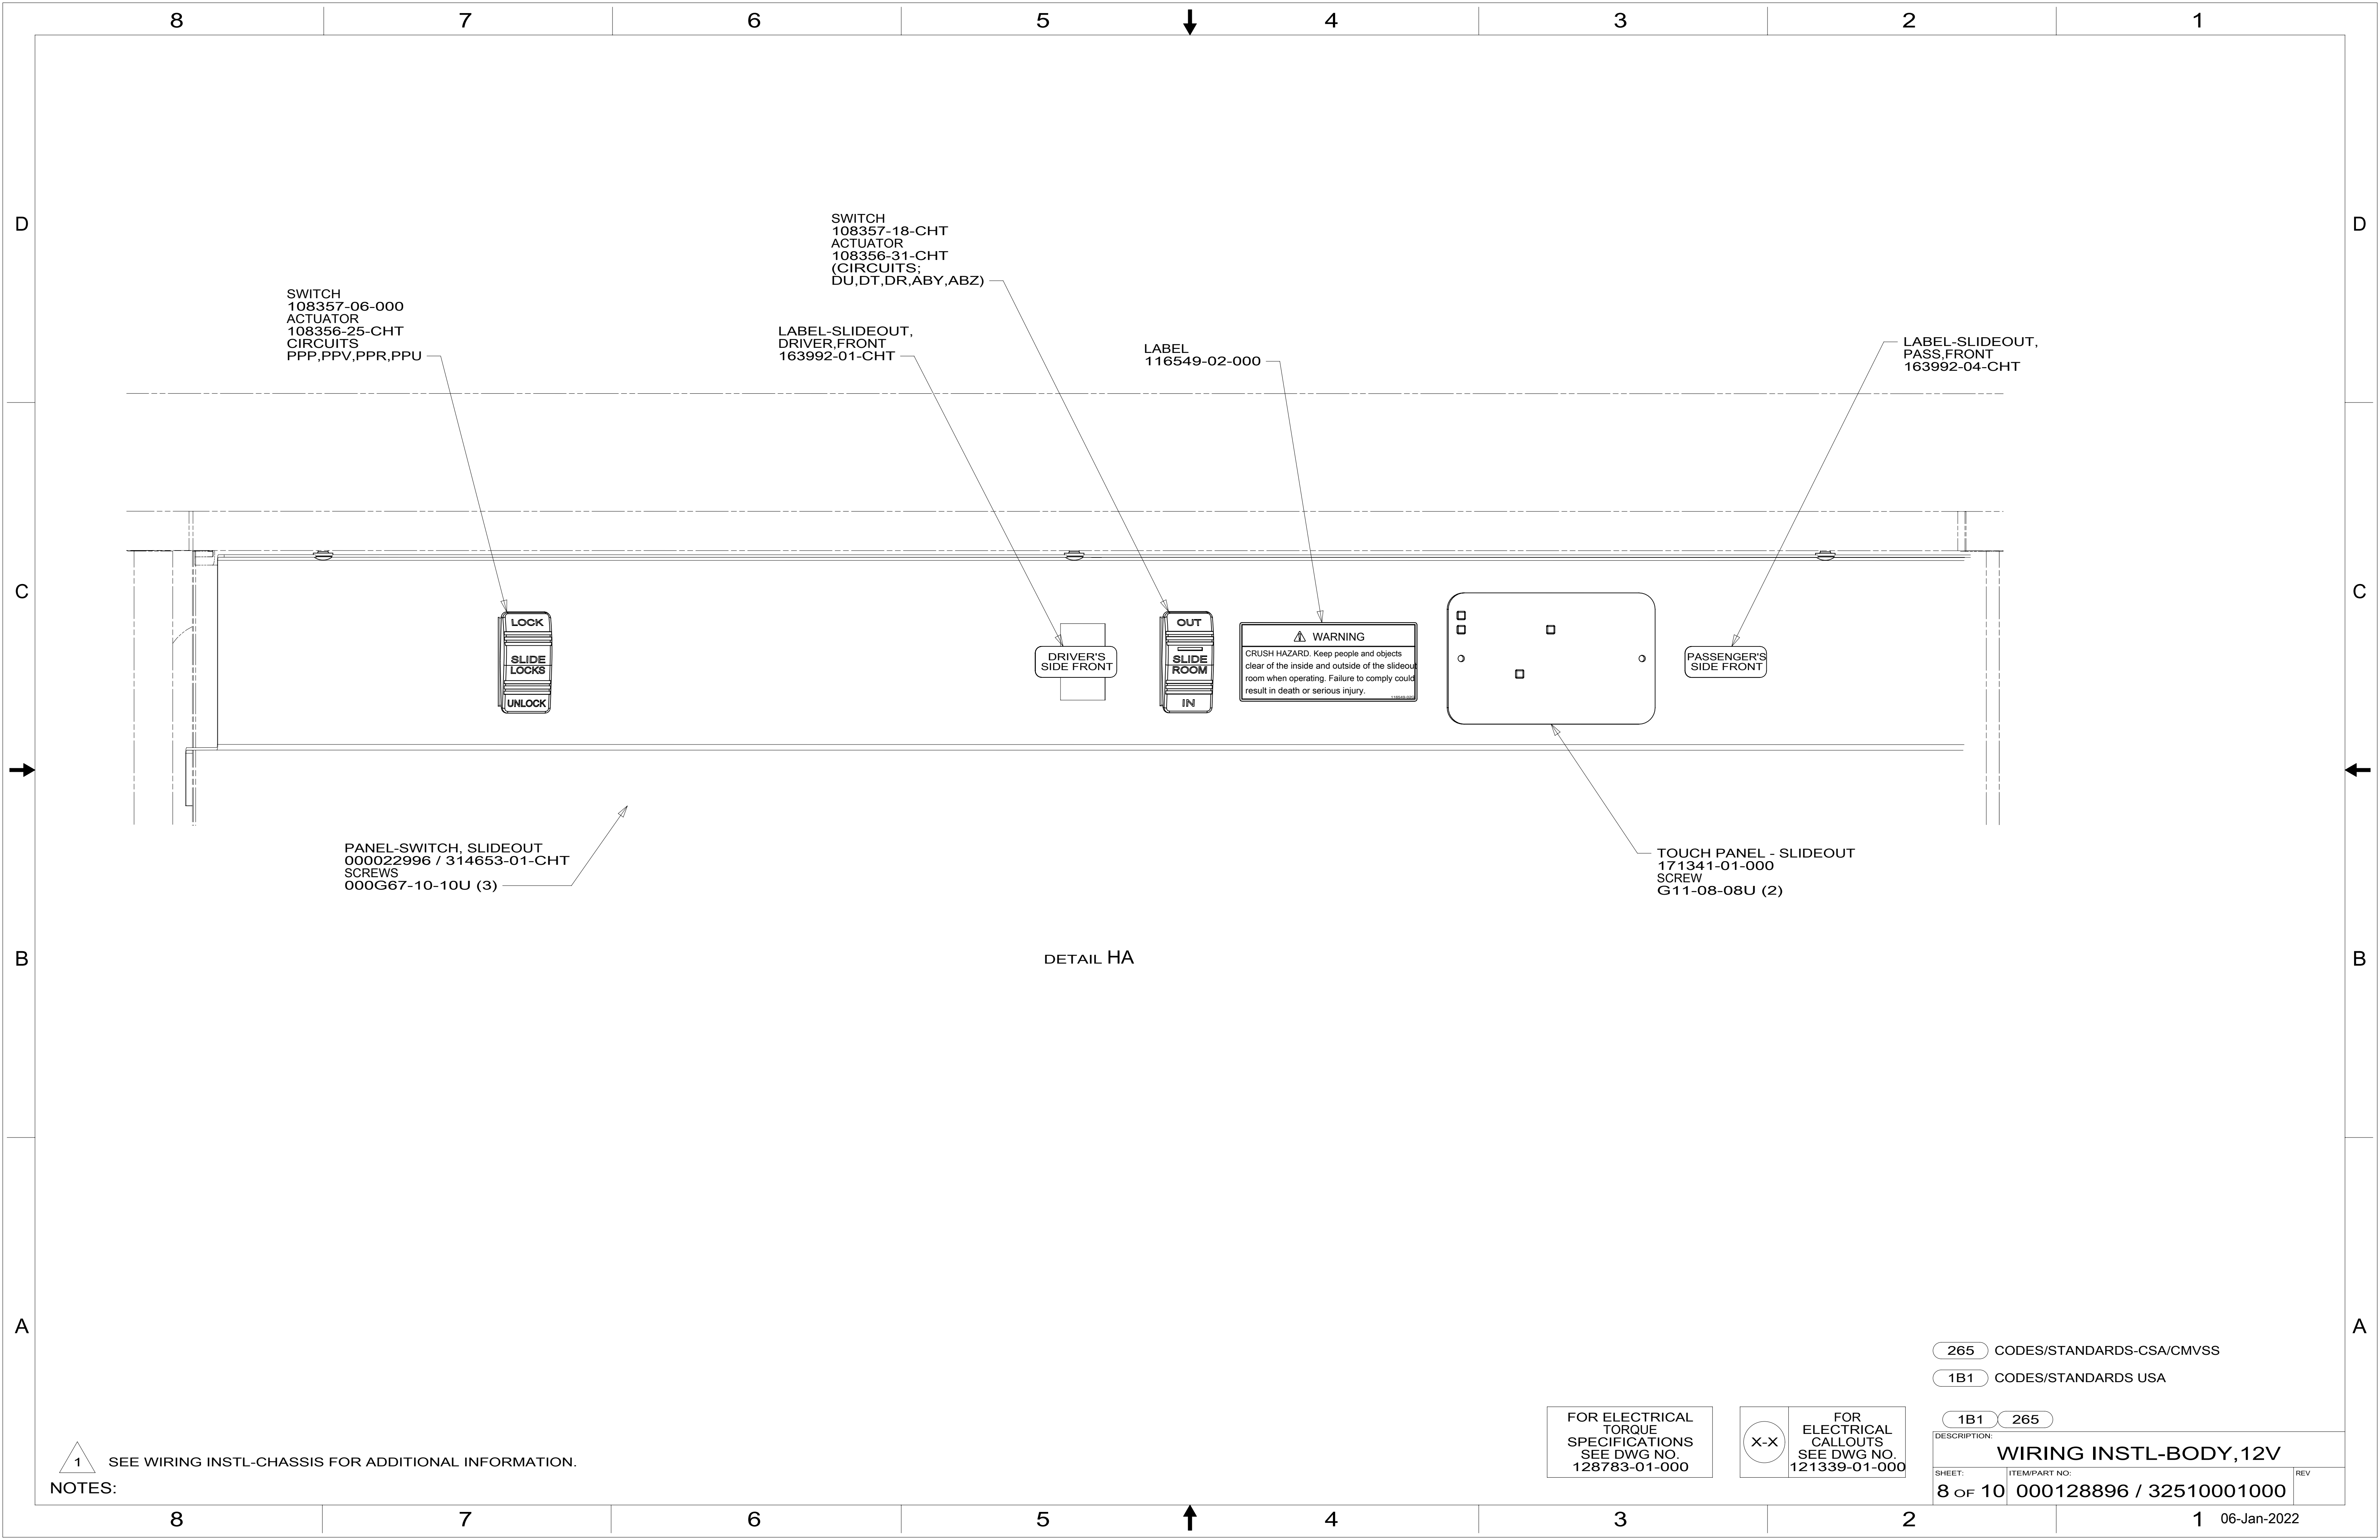 8 7 6 5 4 3 2 1
D
D
SWITCH
108357-06-000
ACTUATOR
108356-25-CHT
CIRCUITS
PPP,PPV,PPR,PPU
SWITCH
108357-18-CHT
ACTUATOR
108356-31-CHT
(CIRCUITS;
DU,DT,DR,ABY,ABZ)
LABEL-SLIDEOUT,
DRIVER,FRONT
163992-01-CHT
LABEL
116549-02-000
LABEL-SLIDEOUT,
PASS,FRONT
163992-04-CHT
C
C
LOCK
SLIDE
LOCKS
UNLOCK
DRIVER'S
SIDE FRONT
OUT
SLIDE
ROOM
IN
WARNING
CRUSH HAZARD. Keep people and objects
clear of the inside and outside of the slideout
room when operating. Failure to comply could
result in death or serious injury.
PASSENGER'S
SIDE FRONT
PANEL-SWITCH, SLIDEOUT
000022996 / 314653-01-CHT
SCREWS
000G67-10-10U (3)
TOUCH PANEL - SLIDEOUT
171341-01-000
SCREW
G11-08-08U (2)
B
B
DETAIL HA
A
A
265 CODES/STANDARDS-CSA/CMVSS
1B1 CODES/STANDARDS USA
1B1 265
FOR ELECTRICAL
TORQUE
SPECIFICATIONS
SEE DWG NO.
128783-01-000
X-X
FOR
ELECTRICAL
CALLOUTS
SEE DWG NO.
121339-01-000
DESCRIPTION:
WIRING INSTL-BODY,12V
SHEET:
8 OF 10
ITEM/PART NO:
000128896 / 32510001000
REV
1 SEE WIRING INSTL-CHASSIS FOR ADDITIONAL INFORMATION.
NOTES:
8 7 6 5 4 3 2 1
06-Jan-2022